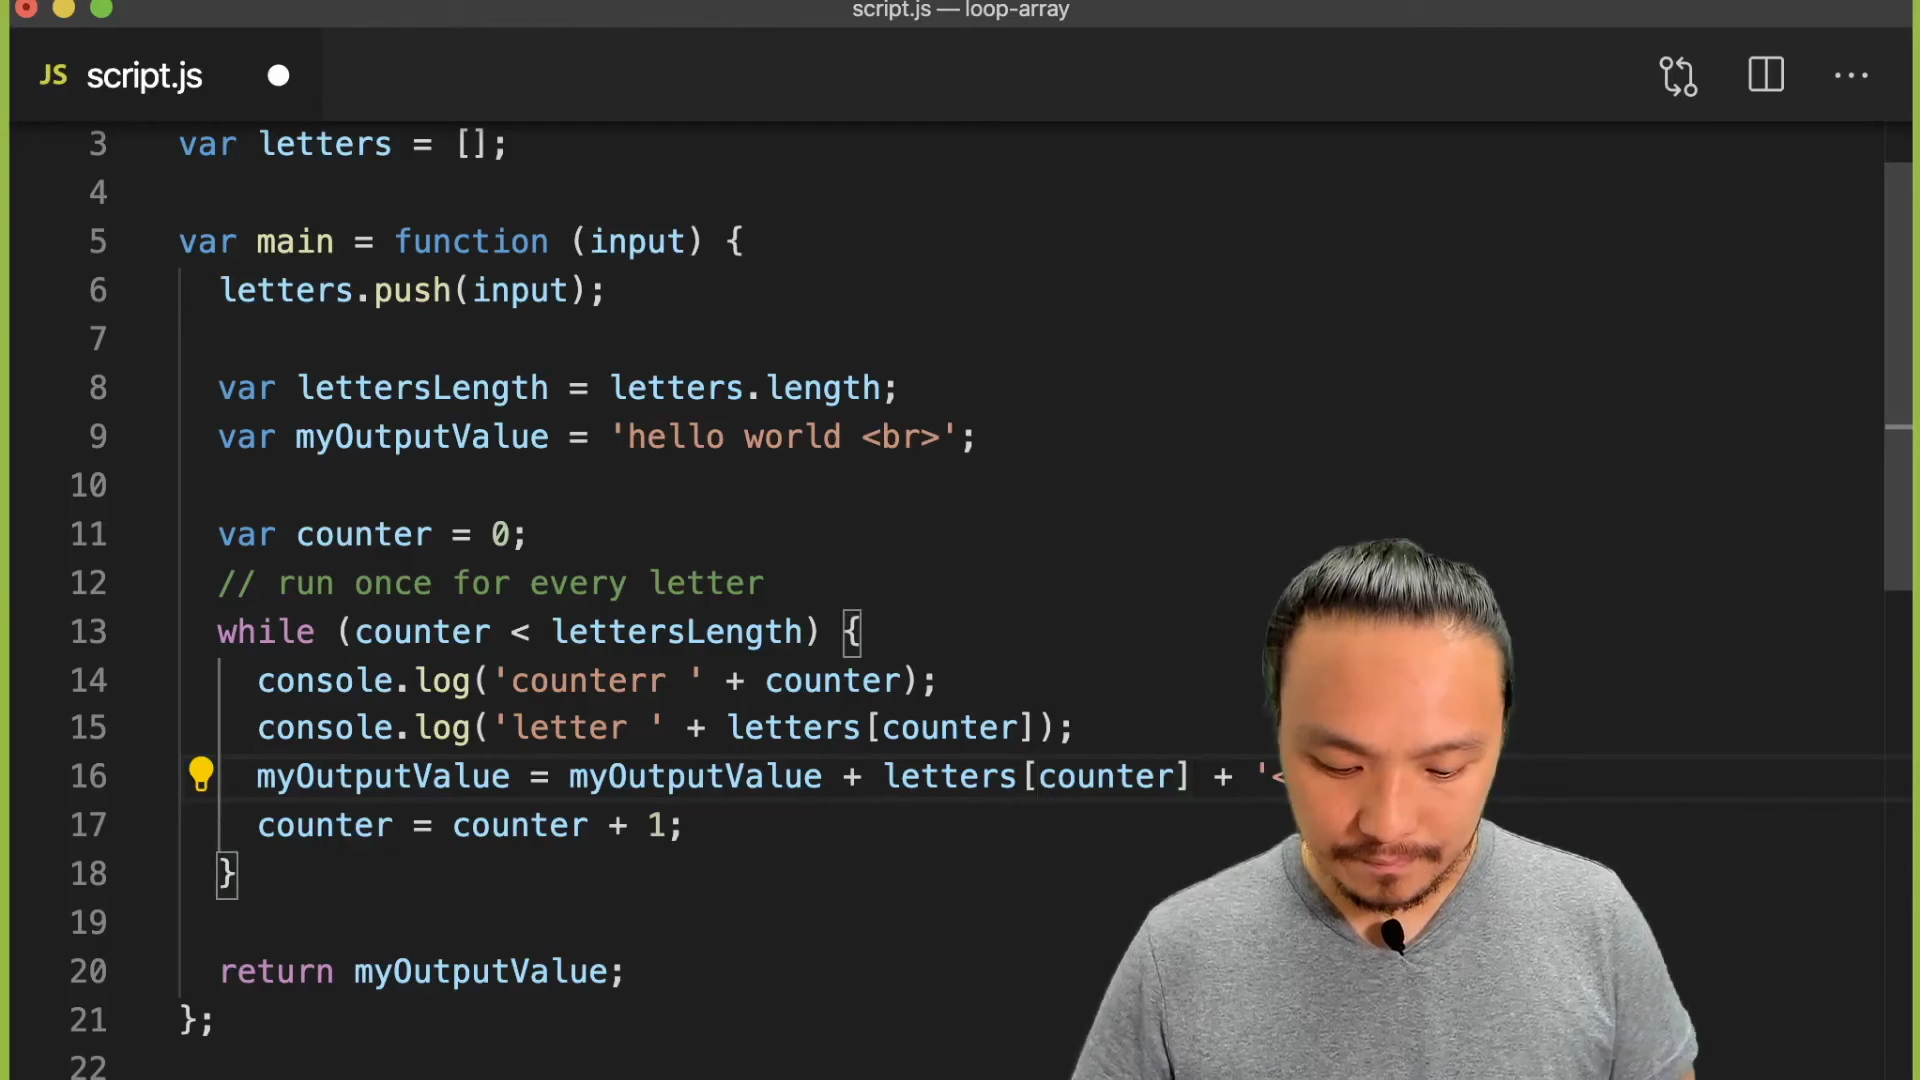 script.js — loop-array
JS script.js
3 var letters = [];
4
5 var main = function (input) {
6 letters.push(input);
7
8 var lettersLength = letters.length;
9 var myOutputValue = 'hello world <br>';
10
11 var counter = 0;
12 // run once for every letter
13 while (counter < lettersLength) {
14 console.log('counterr ' + counter);
15 console.log('letter ' + letters[counter]);
16 myOutputValue = myOutputValue + letters[counter] + '<
17 counter = counter + 1;
18 }
19
20 return myOutputValue;
21 };
22